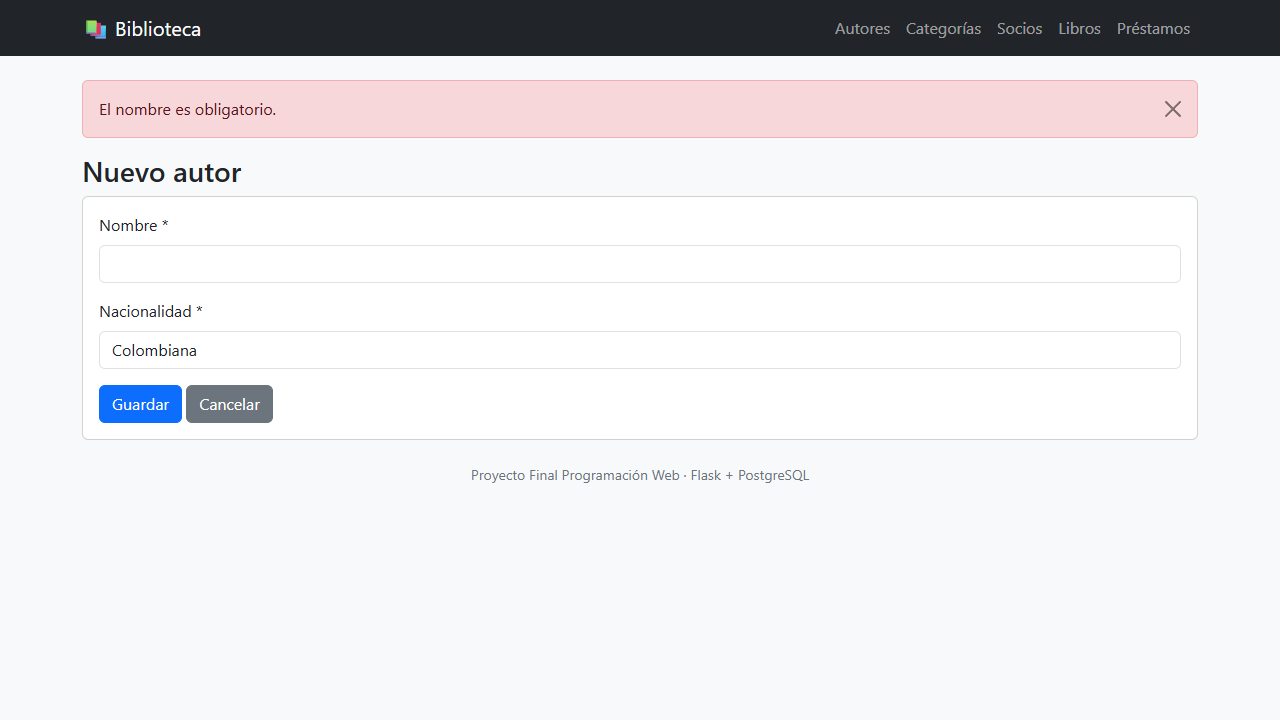 Biblioteca
Autores Categorías Socios Libros Préstamos
El nombre es obligatorio.
Nuevo autor
Nombre *
Nacionalidad *
Colombiana
Guardar Cancelar
Proyecto Final Programación Web · Flask + PostgreSQL